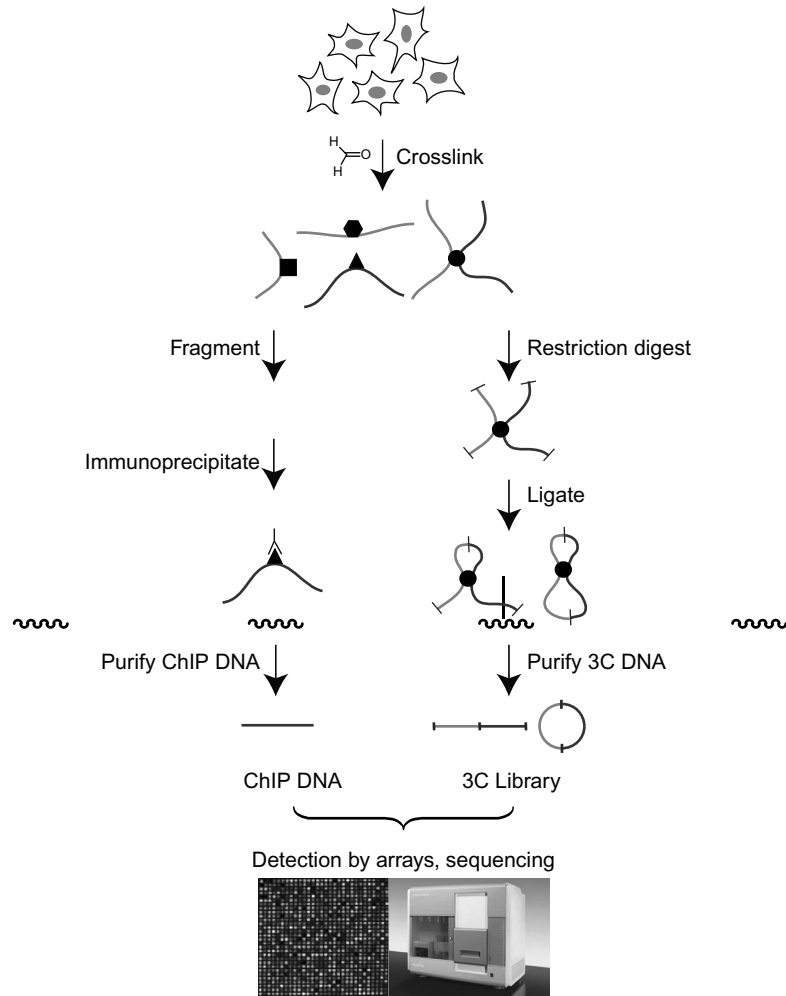 H
O
H
Crosslink
Fragment
Restriction digest
Immunoprecipitate
Ligate
Purify ChIP DNA
Purify 3C DNA
ChIP DNA
3C Library
Detection by arrays, sequencing